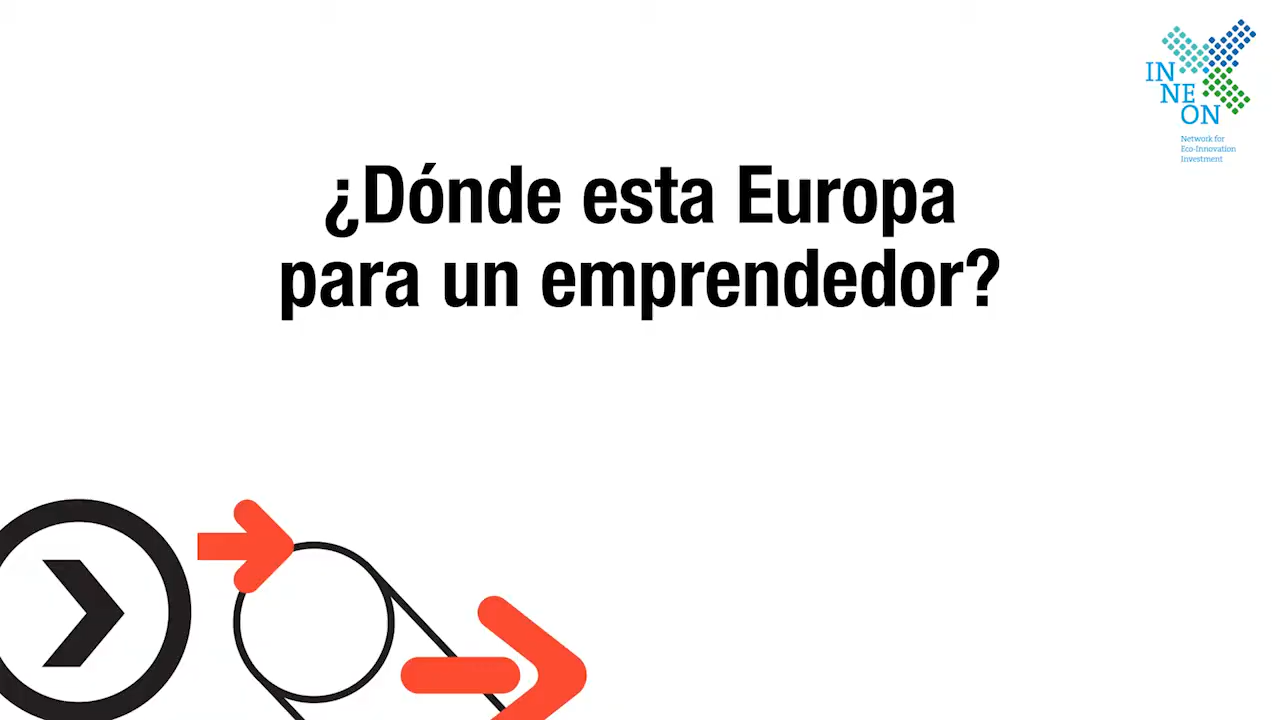 IN
NE
ON
Network for
Eco-Innovation
Investment
¿Dónde esta Europa
para un emprendedor?